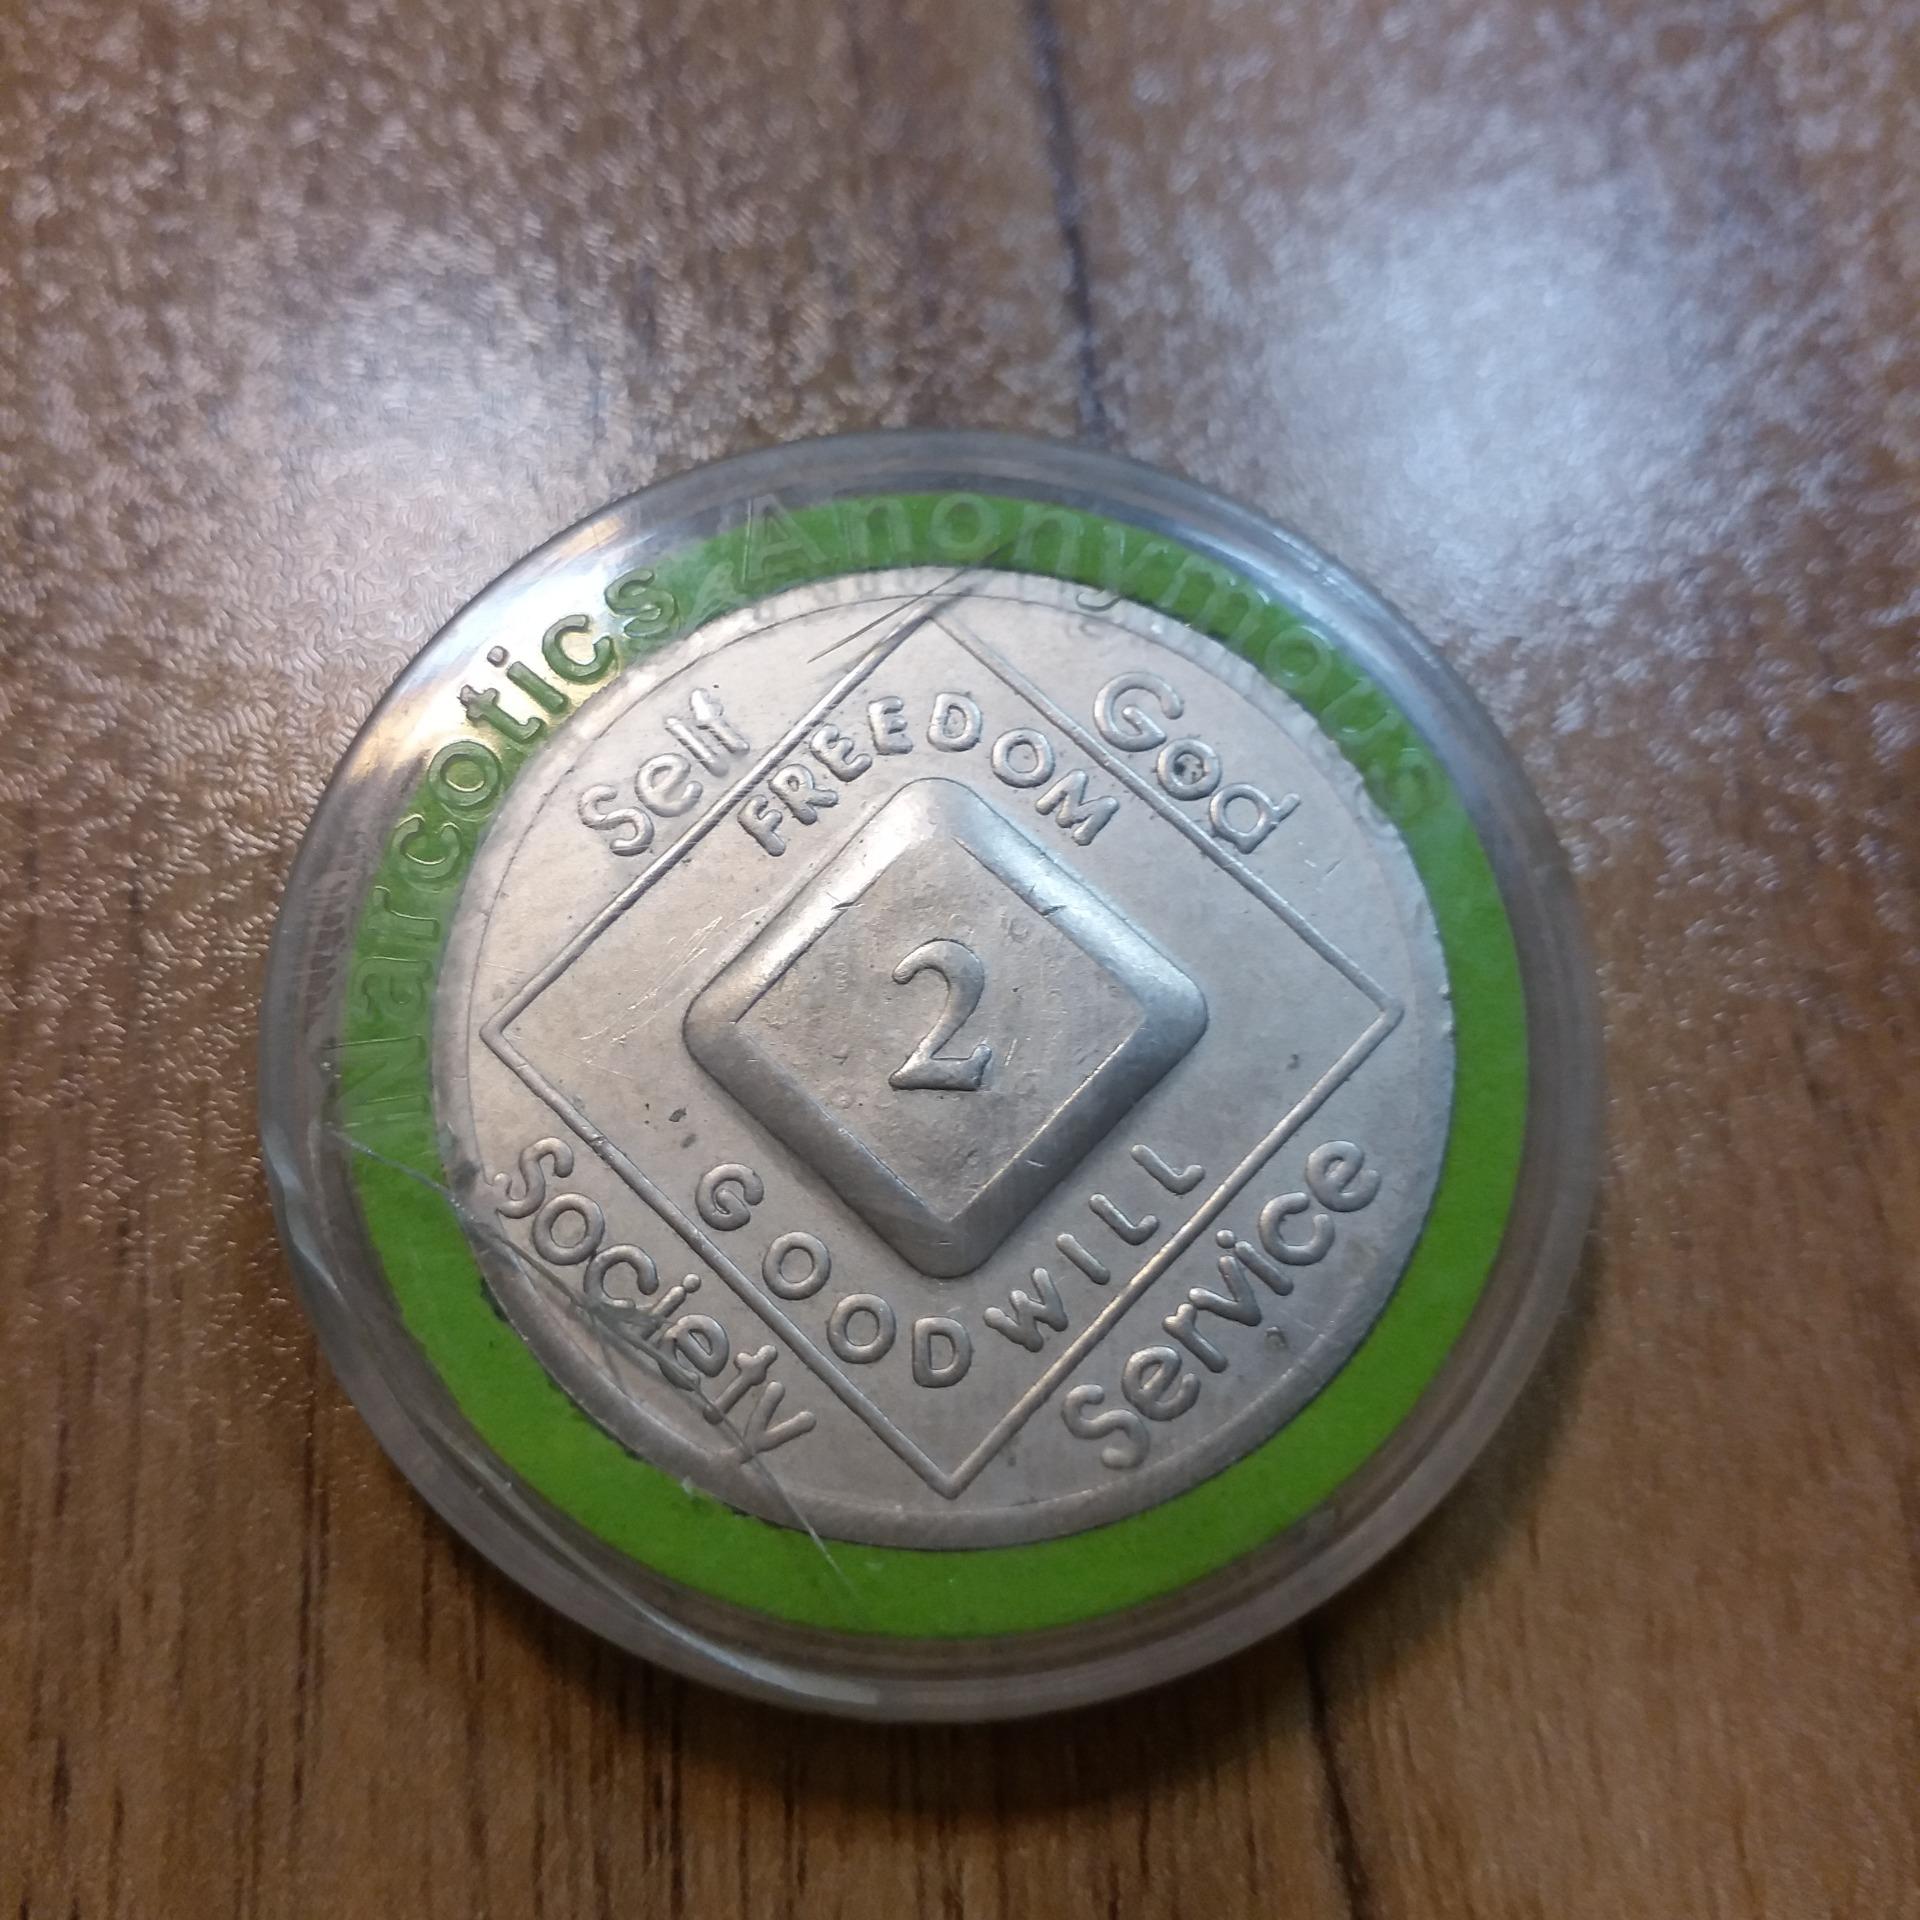 Narcotics Anonymous
Self
God
FREEDOM
2
GOODWILL
Society
Service